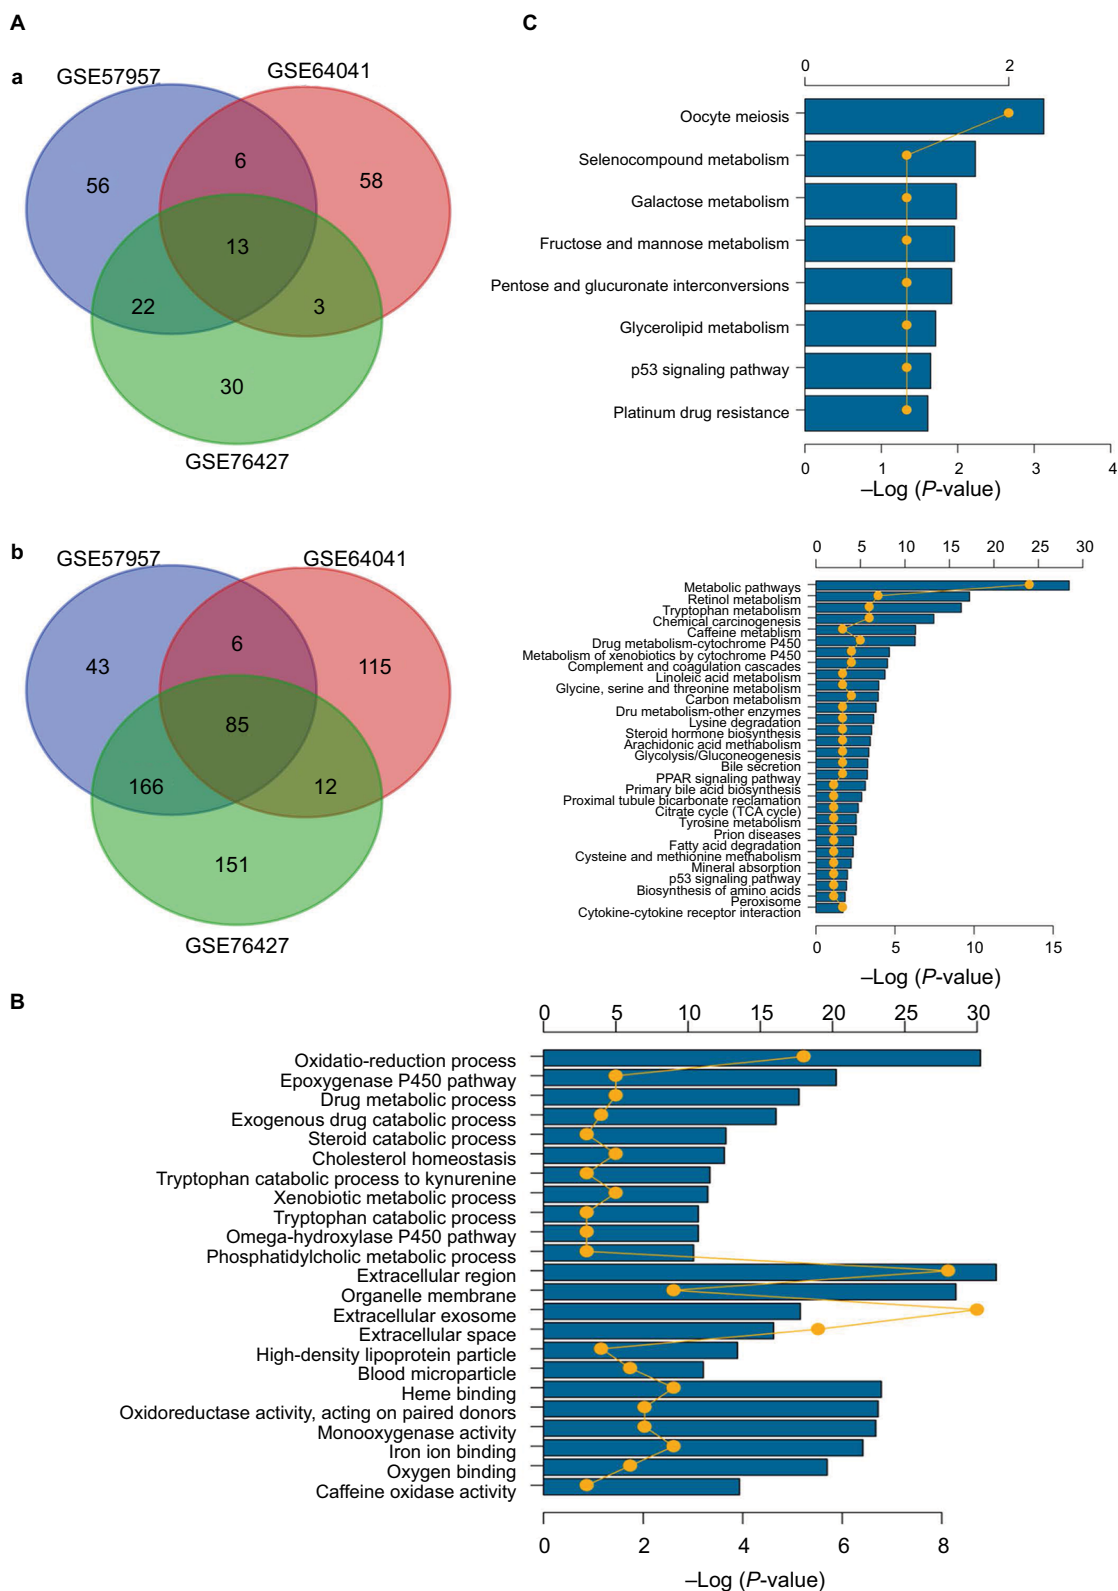 A
a
GSE57957
GSE64041
56
6
58
13
22
3
30
GSE76427
b
GSE57957
GSE64041
43
6
115
85
166
12
151
GSE76427
C
0 2
Oocyte meiosis
Selenocompound metabolism
Galactose metabolism
Fructose and mannose metabolism
Pentose and glucuronate interconversions
Glycerolipid metabolism
p53 signaling pathway
Platinum drug resistance
0 1 2 3 4
–Log (P-value)
0 5 10 15 20 25 30
Metabolic pathways
Retinol metabolism
Tryptophan metabolism
Chemical carcinogenesis
Caffeine metablism
Drug metabolism-cytochrome P450
Metabolism of xenobiotics by cytochrome P450
Complement and coagulation cascades
Linoleic acid metabolism
Glycine, serine and threonine metabolism
Carbon metabolism
Dru metabolism-other enzymes
Lysine degradation
Steroid hormone biosynthesis
Arachidonic acid methabolism
Glycolysis/Gluconeogenesis
Bile secretion
PPAR signaling pathway
Primary bile acid biosynthesis
Proximal tubule bicarbonate reclamation
Citrate cycle (TCA cycle)
Tyrosine metabolism
Prion diseases
Fatty acid degradation
Cysteine and methionine methabolism
Mineral absorption
p53 signaling pathway
Biosynthesis of amino acids
Peroxisome
Cytokine-cytokine receptor interaction
0 5 10 15
–Log (P-value)
B
0 5 10 15 20 25 30
Oxidatio-reduction process
Epoxygenase P450 pathway
Drug metabolic process
Exogenous drug catabolic process
Steroid catabolic process
Cholesterol homeostasis
Tryptophan catabolic process to kynurenine
Xenobiotic metabolic process
Tryptophan catabolic process
Omega-hydroxylase P450 pathway
Phosphatidylcholic metabolic process
Extracellular region
Organelle membrane
Extracellular exosome
Extracellular space
High-density lipoprotein particle
Blood microparticle
Heme binding
Oxidoreductase activity, acting on paired donors
Monooxygenase activity
Iron ion binding
Oxygen binding
Caffeine oxidase activity
0 2 4 6 8
–Log (P-value)